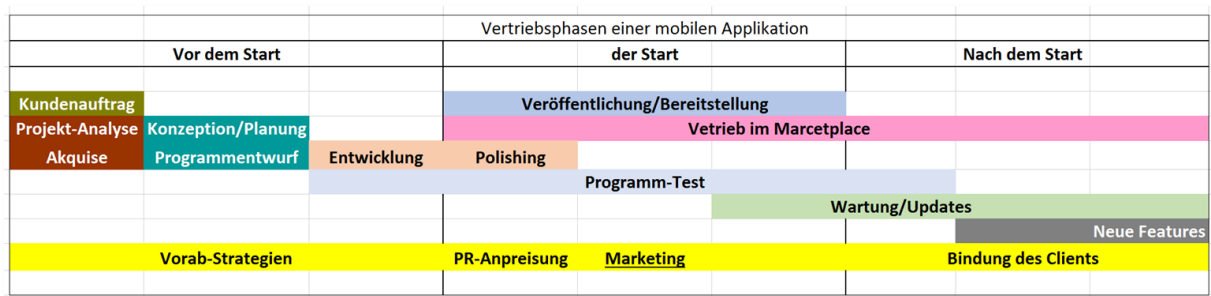 Vertriebsphasen einer mobilen Applikation
Vor dem Start der Start Nach dem Start
Kundenauftrag Veröffentlichung/Bereitstellung
Projekt-Analyse Konzeption/Planung Vetrieb im Marcetplace
Akquise Programmentwurf Entwicklung Polishing
Programm-Test
Wartung/Updates
Neue Features
Vorab-Strategien PR-Anpreisung Marketing Bindung des Clients